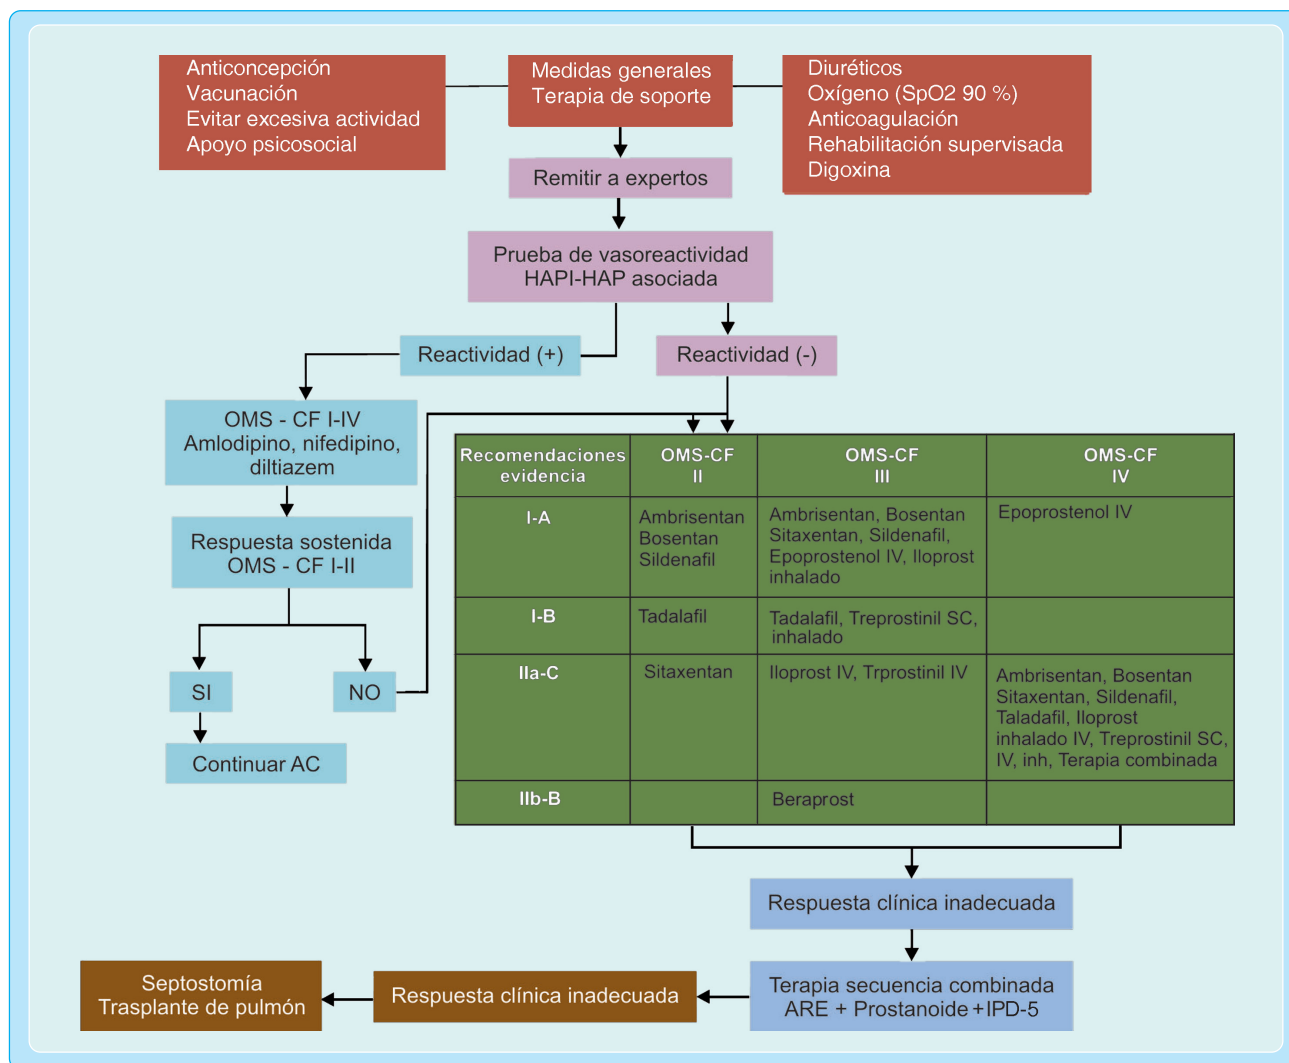 Anticoncepción
Vacunación
Evitar excesiva actividad
Apoyo psicosocial
Medidas generales
Terapia de soporte
Diuréticos
Oxígeno (SpO2 90 %)
Anticoagulación
Rehabilitación supervisada
Digoxina
Remitir a expertos
Prueba de vasoreactividad
HAPI-HAP asociada
Reactividad (+)
Reactividad (-)
OMS - CF I-IV
Amlodipino, nifedipino,
diltiazem
Respuesta sostenida
OMS - CF I-II
SI
NO
Continuar AC
Recomendaciones
evidencia
OMS-CF
II
OMS-CF
III
OMS-CF
IV
I-A
Ambrisentan
Bosentan
Sildenafil
Ambrisentan, Bosentan
Sitaxentan, Sildenafil,
Epoprostenol IV, Iloprost
inhalado
Epoprostenol IV
I-B
Tadalafil
Tadalafil, Treprostinil SC,
inhalado
IIa-C
Sitaxentan
Iloprost IV, Trprostinil IV
Ambrisentan, Bosentan
Sitaxentan, Sildenafil,
Taladafil, Iloprost
inhalado IV, Treprostinil SC,
IV, inh, Terapia combinada
IIb-B
Beraprost
Respuesta clínica inadecuada
Terapia secuencia combinada
ARE + Prostanoide +IPD-5
Respuesta clínica inadecuada
Septostomía
Trasplante de pulmón